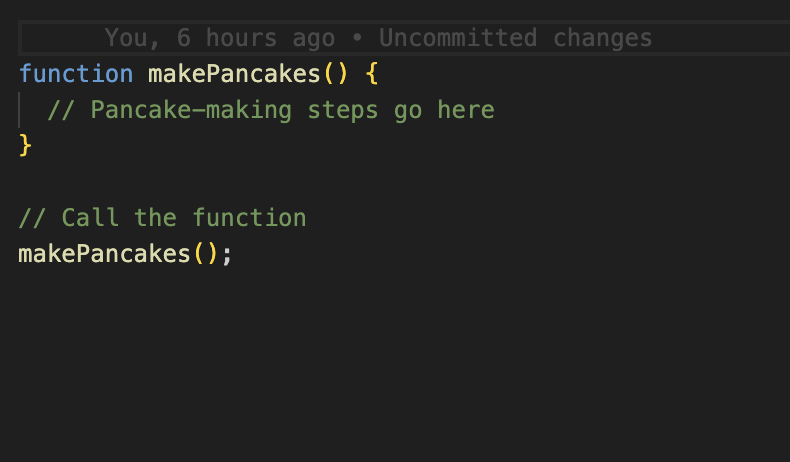 You, 6 hours ago • Uncommitted changes
function makePancakes() {
// Pancake-making steps go here
}
// Call the function
makePancakes();